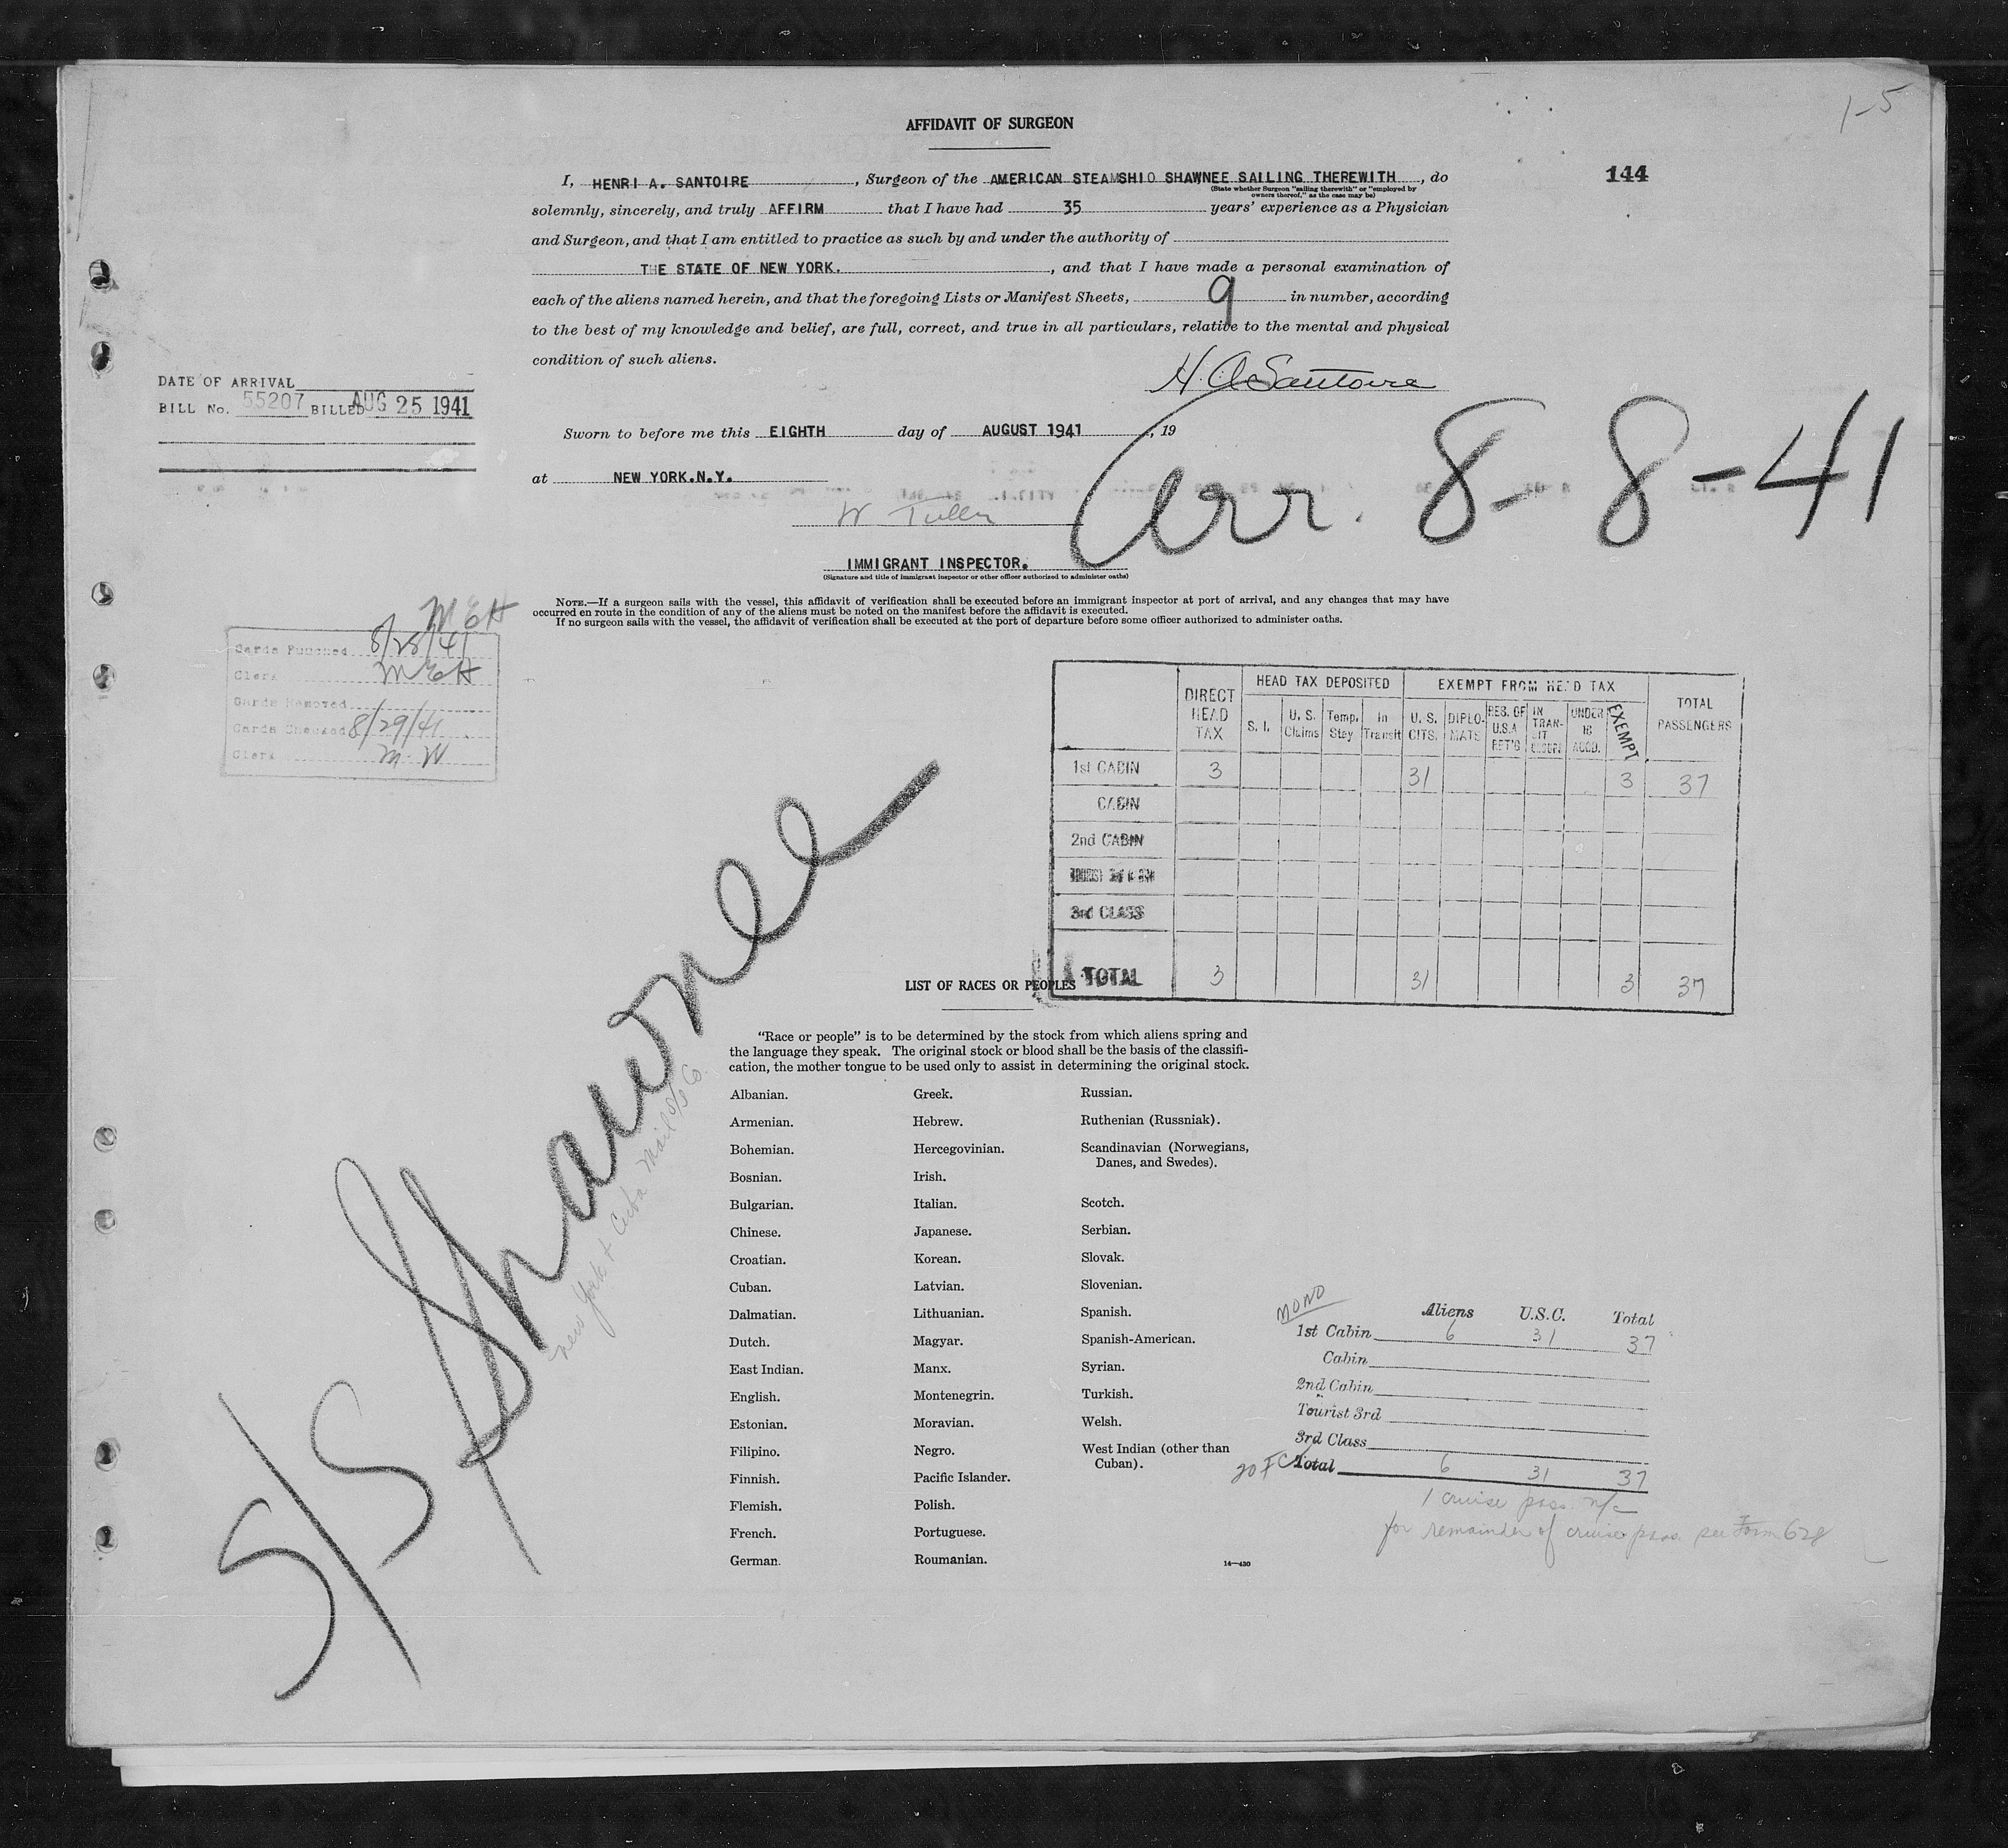 1-5
AFFIDAVIT OF SURGEON
144
I, HENRI A. SANTOIRE, Surgeon of the AMERICAN STEAMSHIO SHAWNEE SAILING THEREWITH, do
(State whether Surgeon "sailing therewith" or "employed by
owners thereof," as the case may be)
solemnly, sincerely, and truly AFFIRM that I have had 35 years' experience as a Physician
and Surgeon, and that I am entitled to practice as such by and under the authority of
THE STATE OF NEW YORK., and that I have made a personal examination of
each of the aliens named herein, and that the foregoing Lists or Manifest Sheets, 9 in number, according
to the best of my knowledge and belief, are full, correct, and true in all particulars, relative to the mental and physical
condition of such aliens.
H. A. Santoire
DATE OF ARRIVAL
BILL No. 55207 BILLED AUG 25 1941
Sworn to before me this EIGHTH day of AUGUST 1941, 19
at NEW YORK.N.Y.
Arr. 8-8-41
W Tully
IMMIGRANT INSPECTOR.
(Signature and title of immigrant inspector or other officer authorized to administer oaths)
NOTE.—If a surgeon sails with the vessel, this affidavit of verification shall be executed before an immigrant inspector at port of arrival, and any changes that may have
occurred en route in the condition of any of the aliens must be noted on the manifest before the affidavit is executed.
If no surgeon sails with the vessel, the affidavit of verification shall be executed at the port of departure before some officer authorized to administer oaths.
MEH
Cards Punched 8/28/41
Clerk MEH
Cards Removed
Cards Checked 8/29/41
Clerk M W
DIRECT HEAD TAX HEAD TAX DEPOSITED EXEMPT FROM HEAD TAX TOTAL PASSENGERS
S. I. U. S. Claims Temp. Stay In Transit U. S. CITS. DIPLOMATS RES. OF U.S.A RET'G IN TRANSIT UNDER 16 ACCD. EXEMPT
1st CABIN 3 31 3 37
CABIN
2nd CABIN
3rd CLASS
TOTAL 3 31 3 37
S/S Shawnee
New York & Cuba Mail S/S Co.
LIST OF RACES OR PEOPLES
"Race or people" is to be determined by the stock from which aliens spring and
the language they speak. The original stock or blood shall be the basis of the classifi-
cation, the mother tongue to be used only to assist in determining the original stock.
Albanian.
Armenian.
Bohemian.
Bosnian.
Bulgarian.
Chinese.
Croatian.
Cuban.
Dalmatian.
Dutch.
East Indian.
English.
Estonian.
Filipino.
Finnish.
Flemish.
French.
German.
Greek.
Hebrew.
Hercegovinian.
Irish.
Italian.
Japanese.
Korean.
Latvian.
Lithuanian.
Magyar.
Manx.
Montenegrin.
Moravian.
Negro.
Pacific Islander.
Polish.
Portuguese.
Roumanian.
Russian.
Ruthenian (Russniak).
Scandinavian (Norwegians,
Danes, and Swedes).
Scotch.
Serbian.
Slovak.
Slovenian.
Spanish.
Spanish-American.
Syrian.
Turkish.
Welsh.
West Indian (other than
Cuban).
14—430
MONO
Aliens U.S.C. Total
1st Cabin 6 31 37
Cabin
2nd Cabin
Tourist 3rd
3rd Class
Total 6 31 37
1 cruise pass. n/c
for remainder of cruise pass. see Form 628